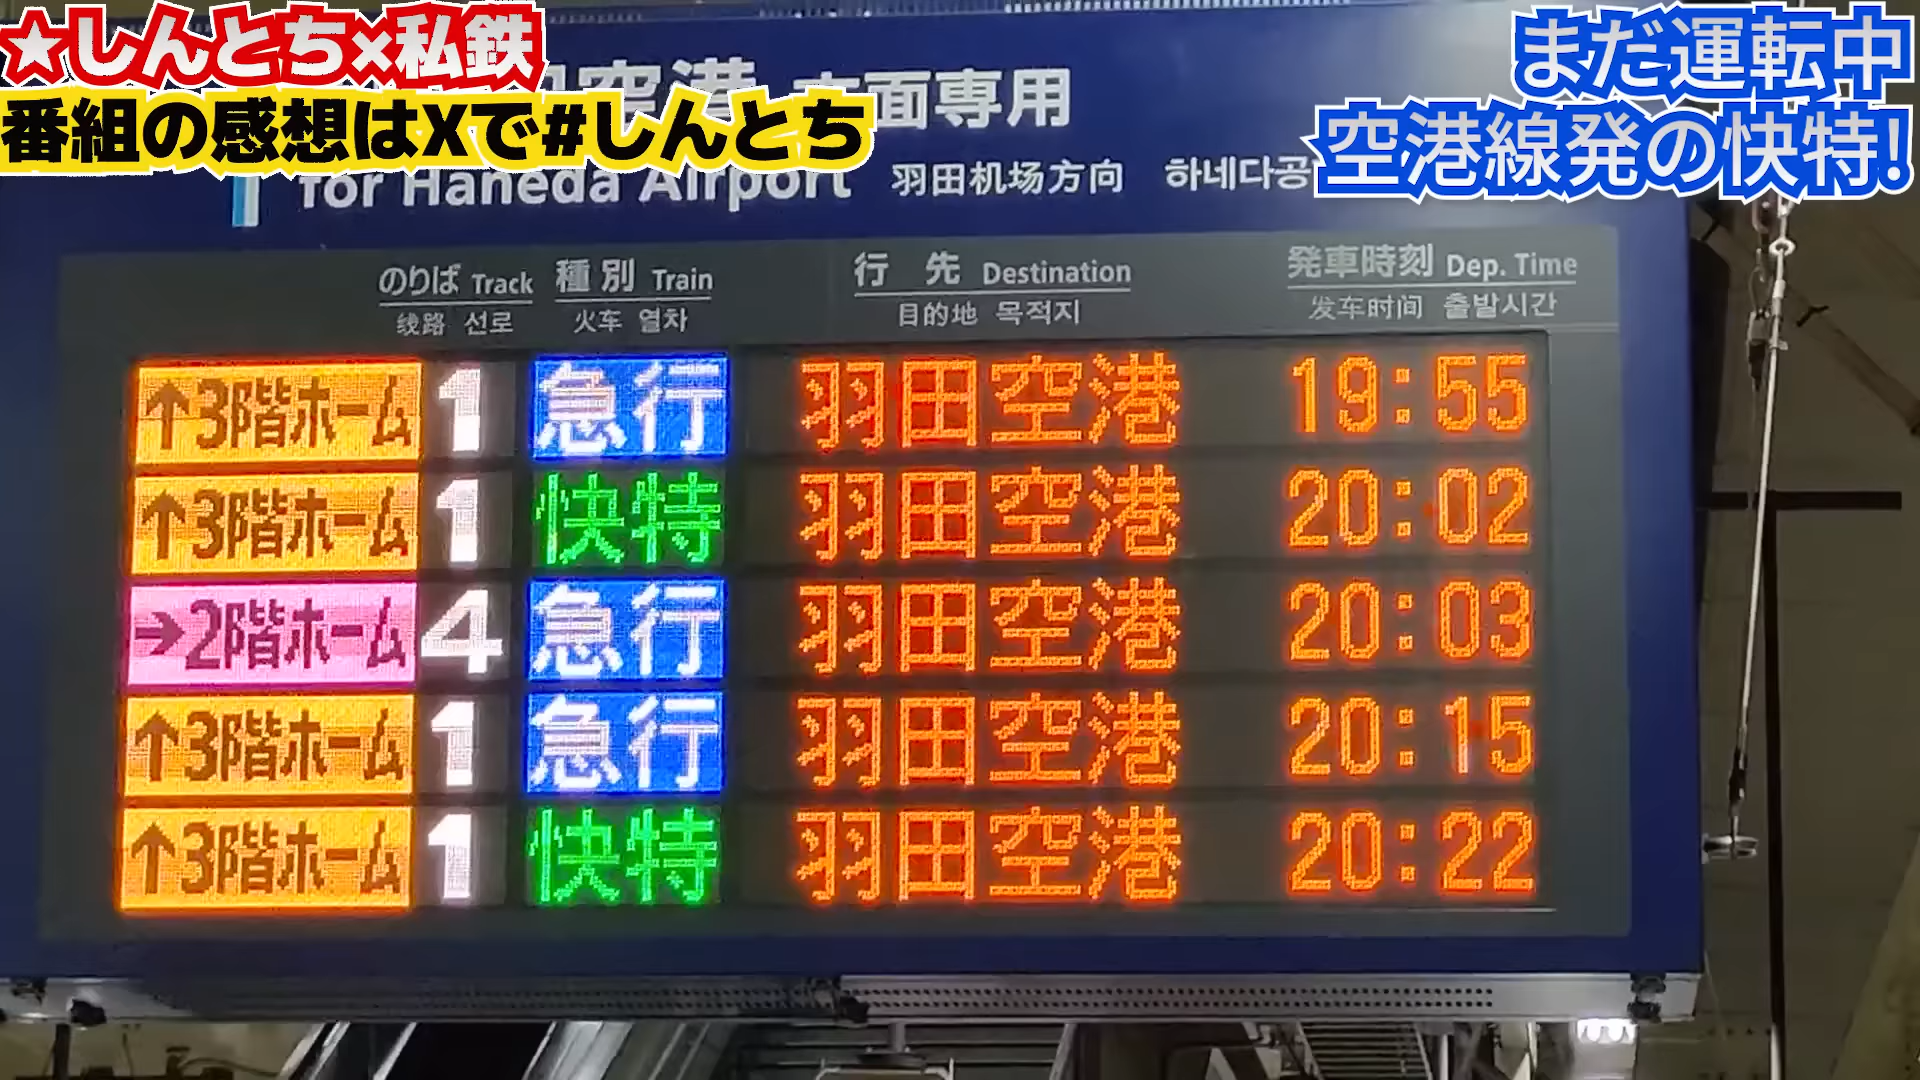 ★しんとち×私鉄
番組の感想はXで#しんとち
まだ運転中
空港線発の快特!
空港 方面専用
for Haneda Airport 羽田机场方向 하네다공
のりば Track 種別 Train 行先 Destination 発車時刻 Dep. Time
线路 선로 火车 열차 目的地 목적지 发车时间 출발시간
↑3階ホーム 1 急行 羽田空港 19:55
↑3階ホーム 1 快特 羽田空港 20:02
→2階ホーム 4 急行 羽田空港 20:03
↑3階ホーム 1 急行 羽田空港 20:15
↑3階ホーム 1 快特 羽田空港 20:22